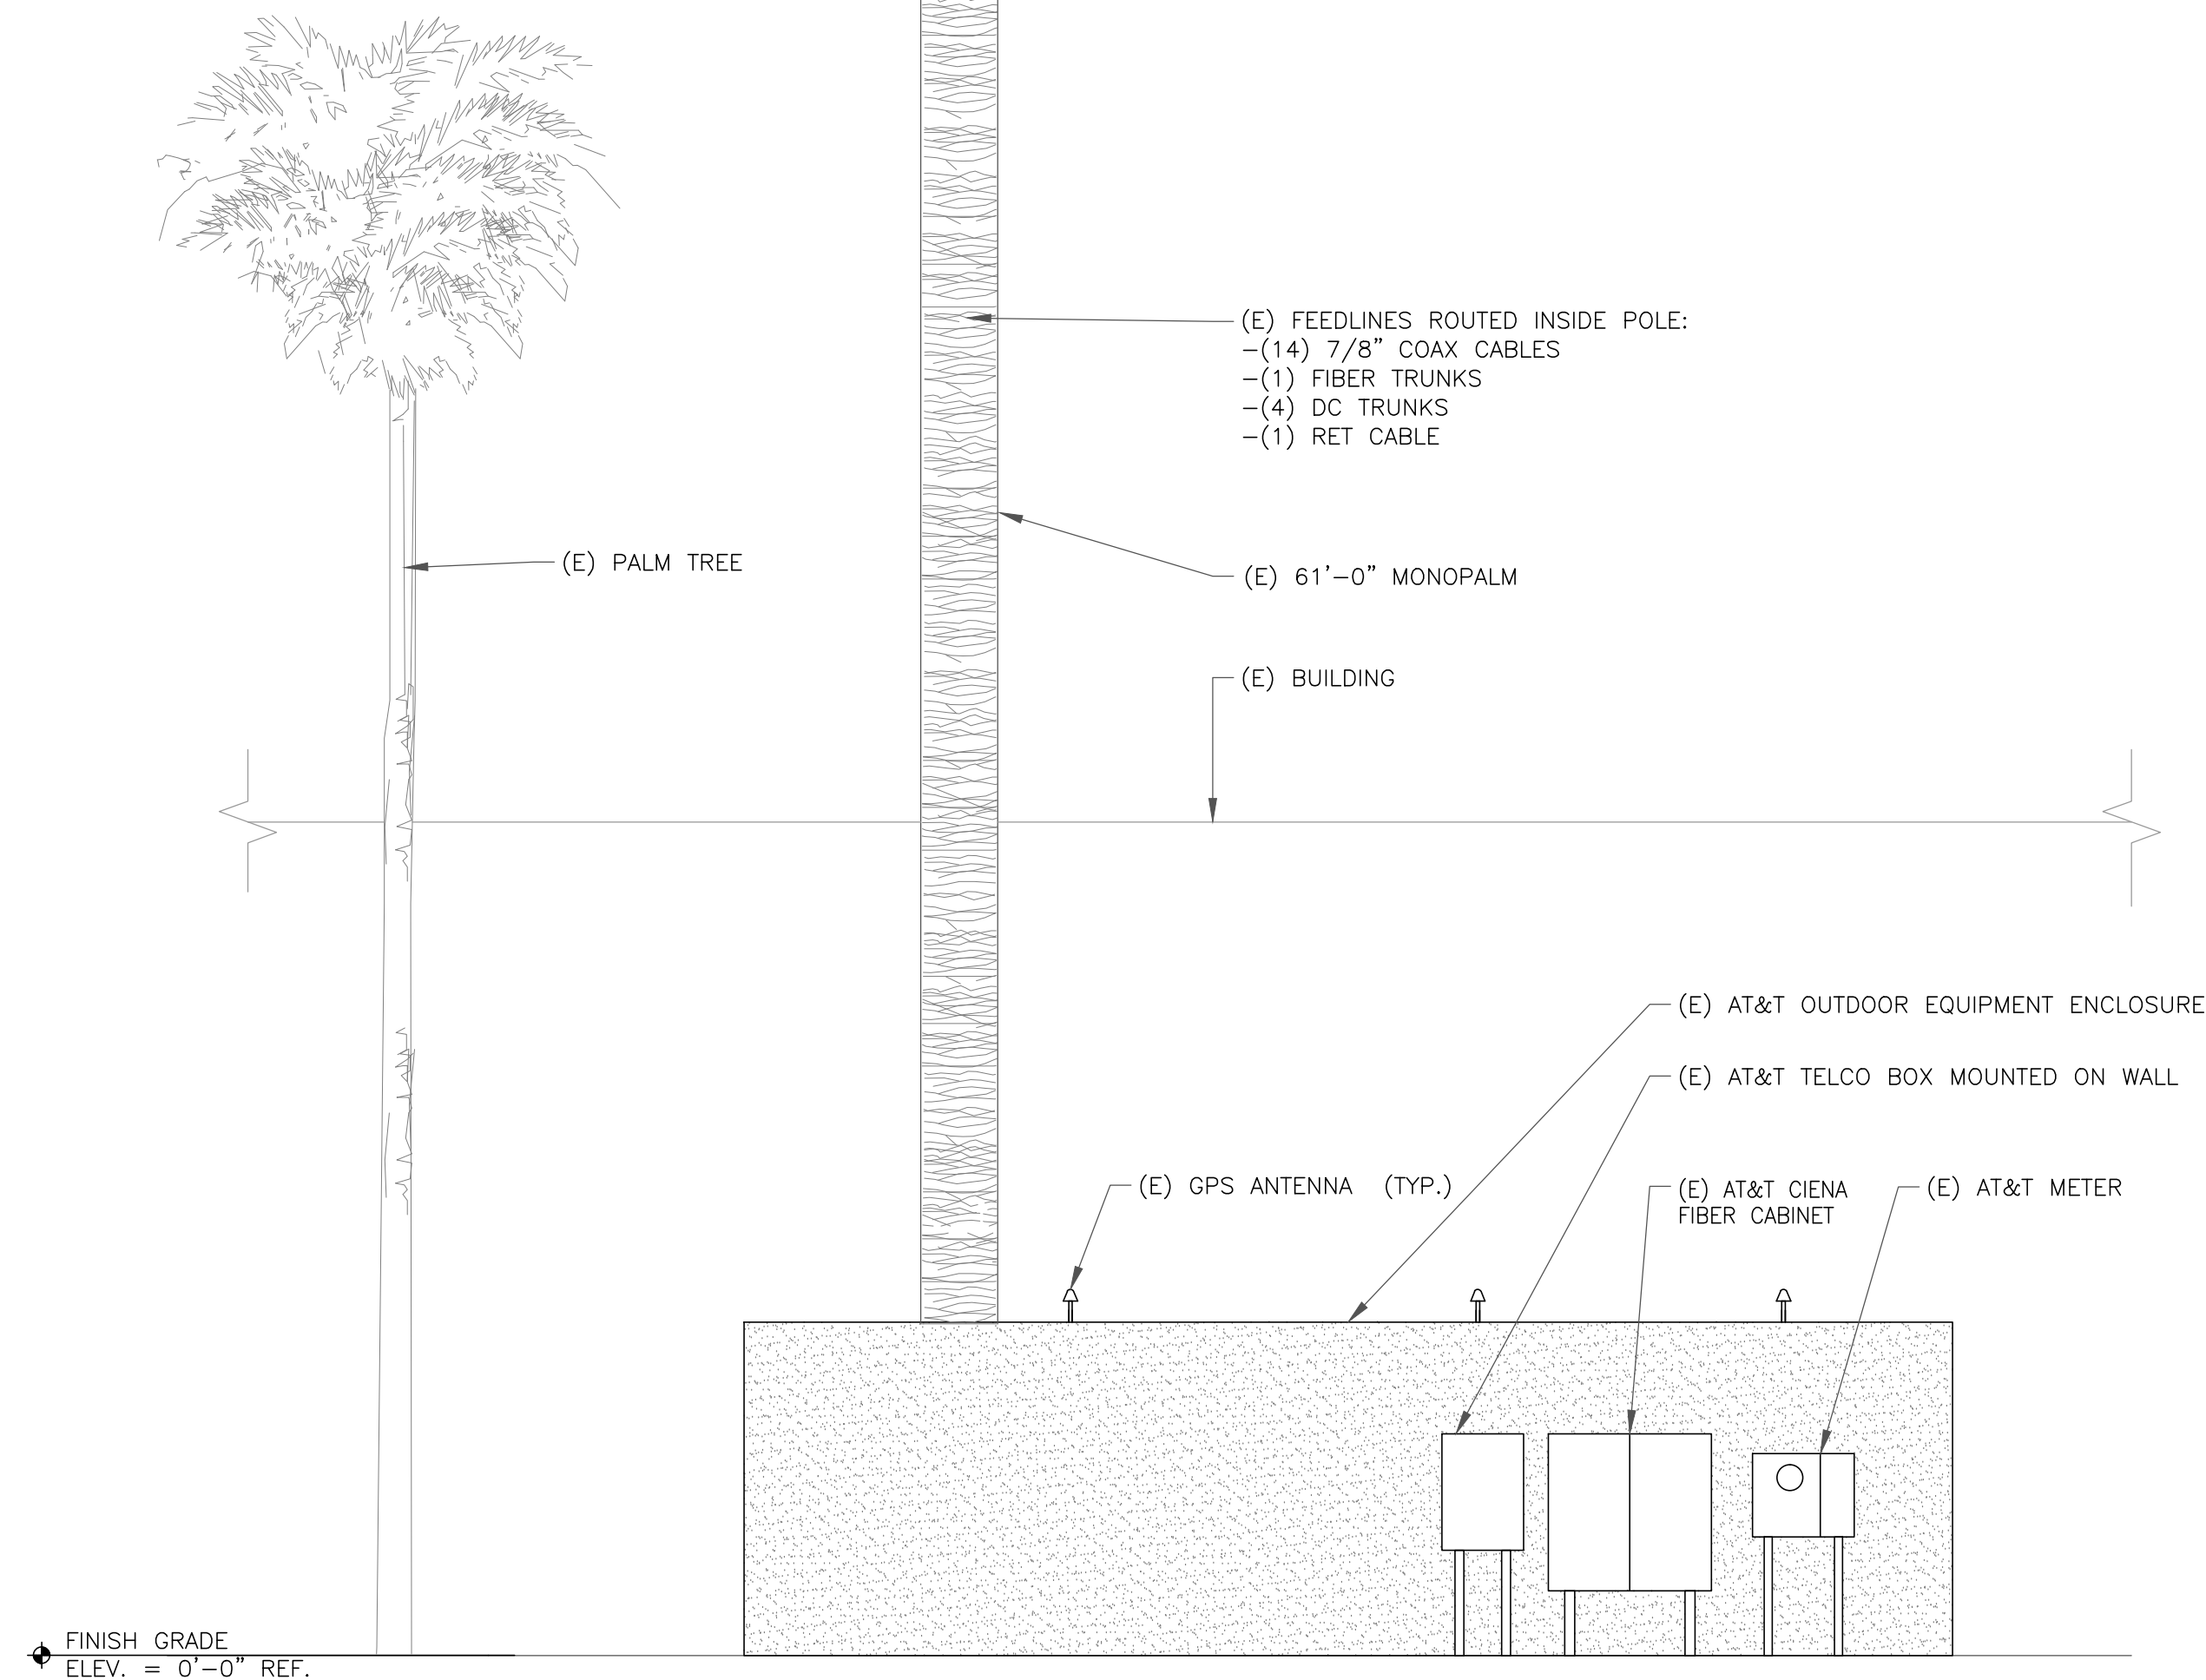 (E) FEEDLINES ROUTED INSIDE POLE:
–(14) 7/8" COAX CABLES
–(1) FIBER TRUNKS
–(4) DC TRUNKS
–(1) RET CABLE
(E) PALM TREE
(E) 61'–0" MONOPALM
(E) BUILDING
(E) AT&T OUTDOOR EQUIPMENT ENCLOSURE
(E) AT&T TELCO BOX MOUNTED ON WALL
(E) GPS ANTENNA (TYP.)
(E) AT&T CIENA
FIBER CABINET
(E) AT&T METER
FINISH GRADE
ELEV. = 0'–0" REF.